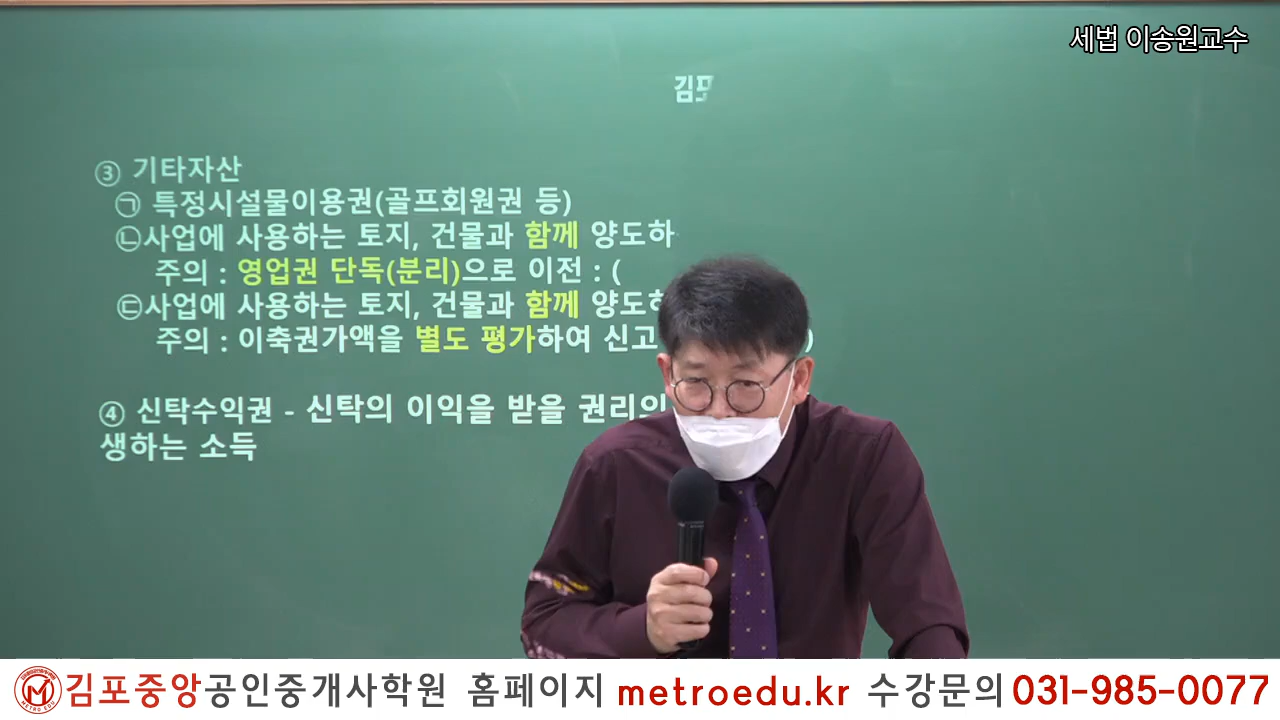 세법 이송원교수
김포
③ 기타자산
㉠ 특정시설물이용권(골프회원권 등)
㉡사업에 사용하는 토지, 건물과 함께 양도하
주의 : 영업권 단독(분리)으로 이전 : (
㉢사업에 사용하는 토지, 건물과 함께 양도하
주의 : 이축권가액을 별도 평가하여 신고 )
④ 신탁수익권 - 신탁의 이익을 받을 권리의
생하는 소득
METRO EDU
김포중앙공인중개사학원 홈페이지 metroedu.kr 수강문의 031-985-0077